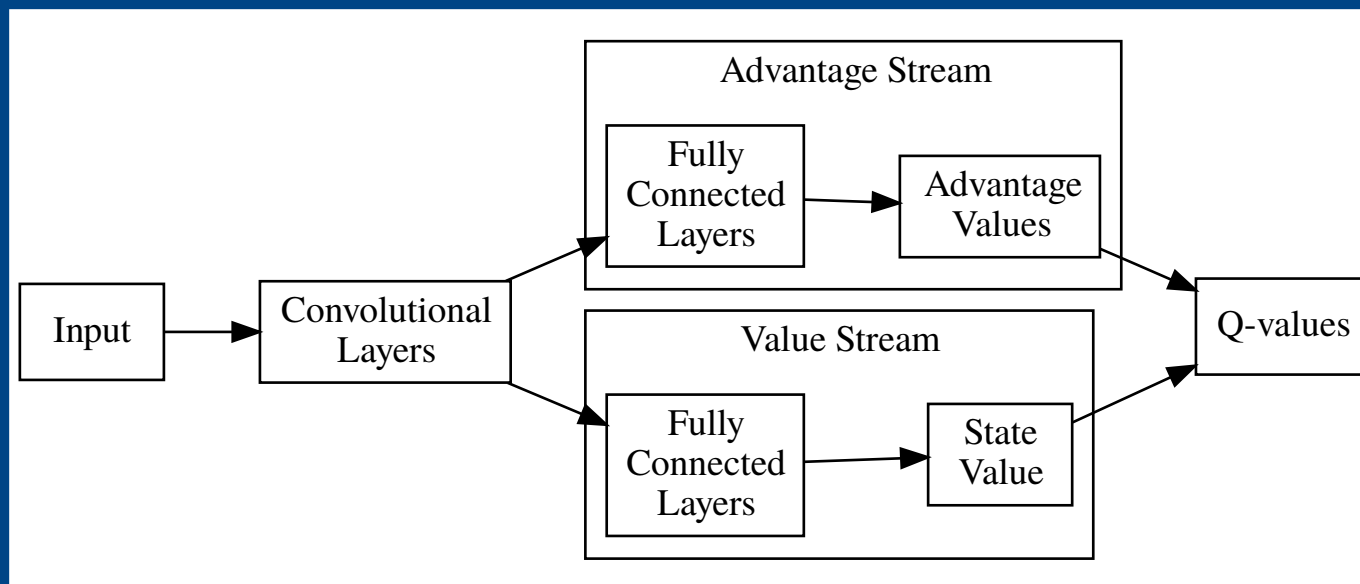 Advantage Stream
Fully
Connected
Layers
Advantage
Values
Input
Convolutional
Layers
Q-values
Value Stream
Fully
Connected
Layers
State
Value